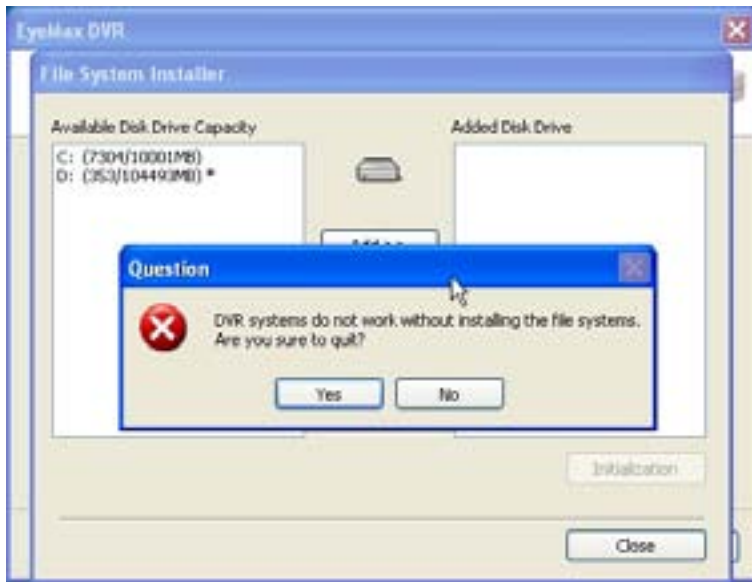 EyeMax DVR
File System Installer
Available Disk Drive Capacity
Added Disk Drive
C: (7304/10001MB)
D: (353/104493MB) *
Question
DVR systems do not work without installing the file systems.
Are you sure to quit?
Yes
No
Initialization
Close